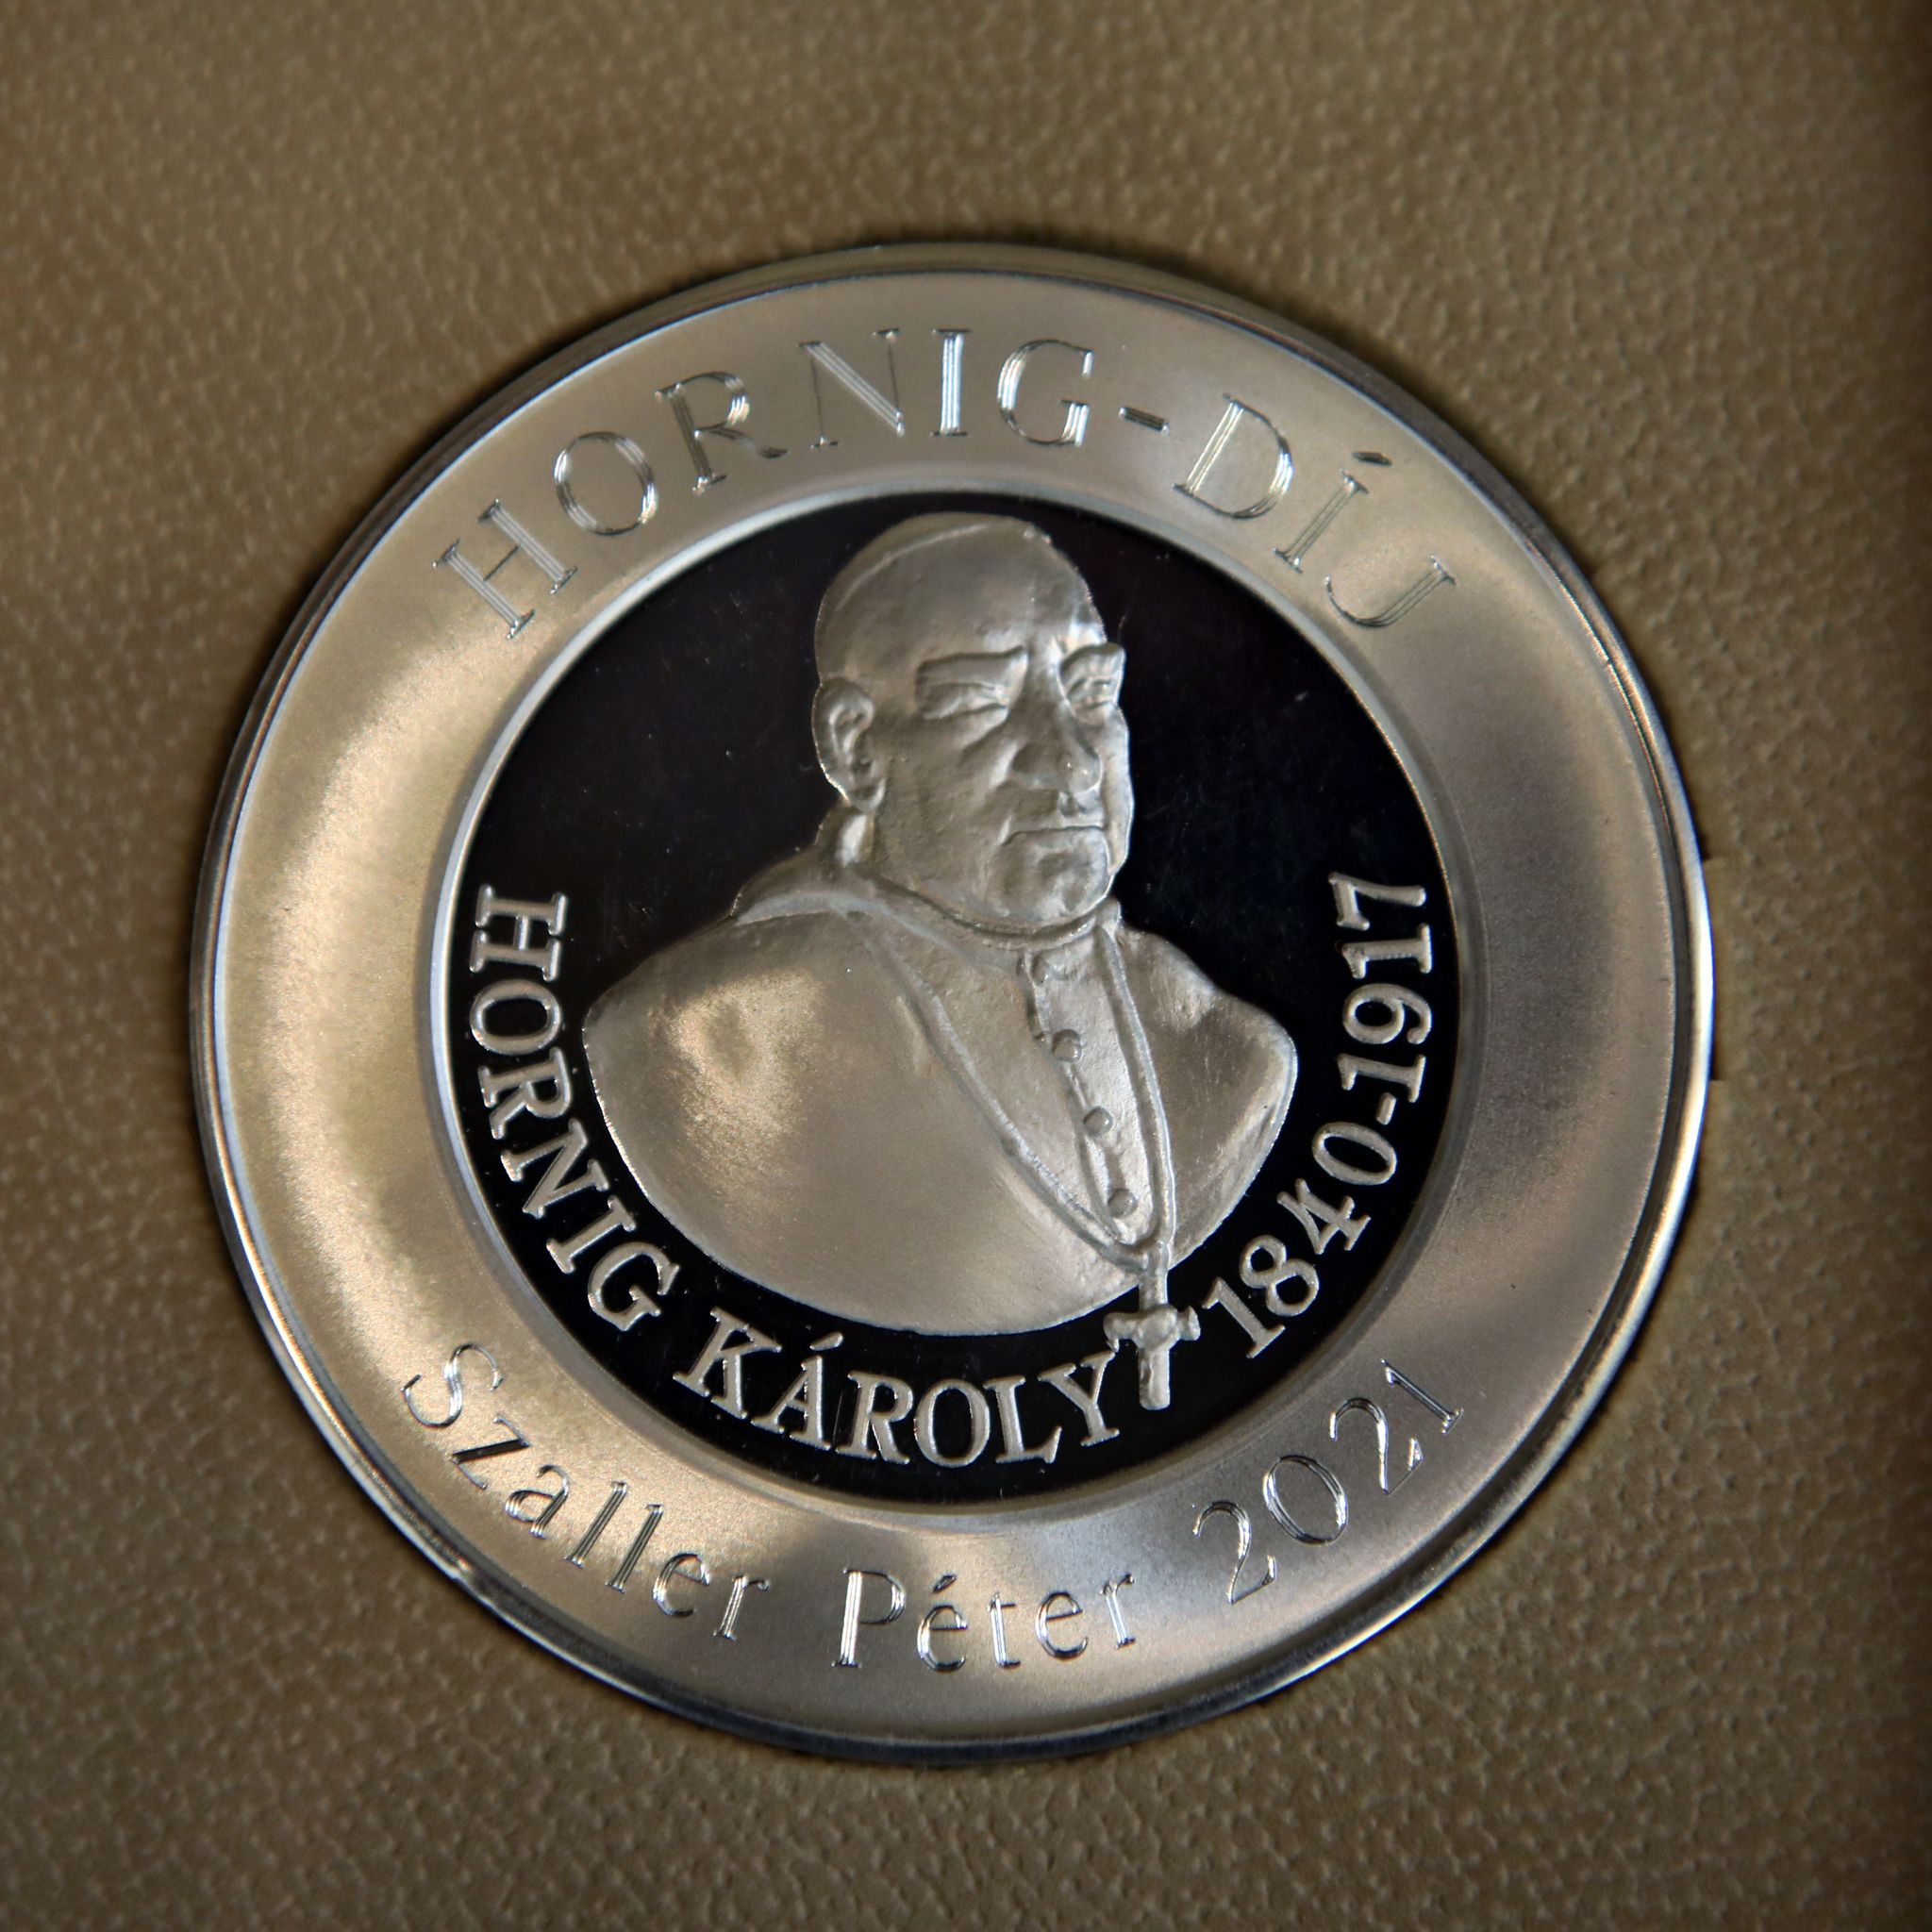 HORNIG-DÍJ
HORNIG KÁROLY 1840-1917
Szaller Péter 2021